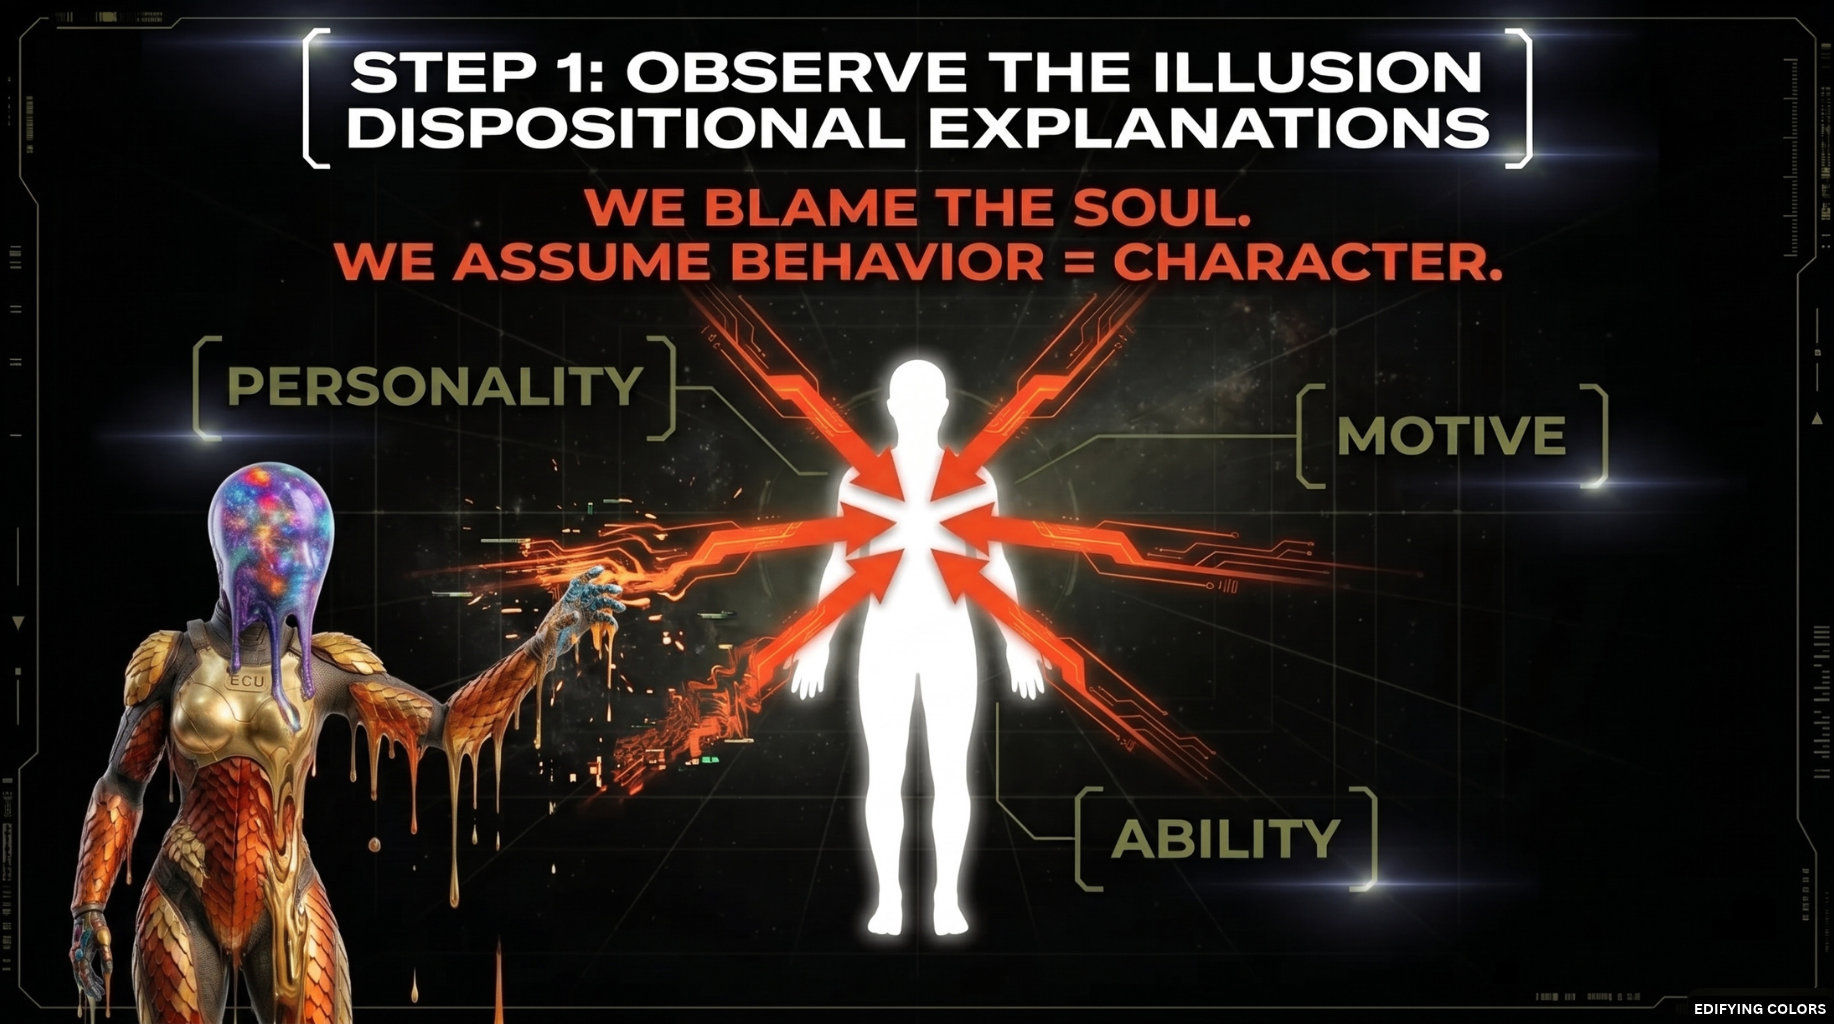 STEP 1: OBSERVE THE ILLUSION
DISPOSITIONAL EXPLANATIONS
WE BLAME THE SOUL.
WE ASSUME BEHAVIOR = CHARACTER.
PERSONALITY
MOTIVE
ECU
ABILITY
EDIFYING COLORS